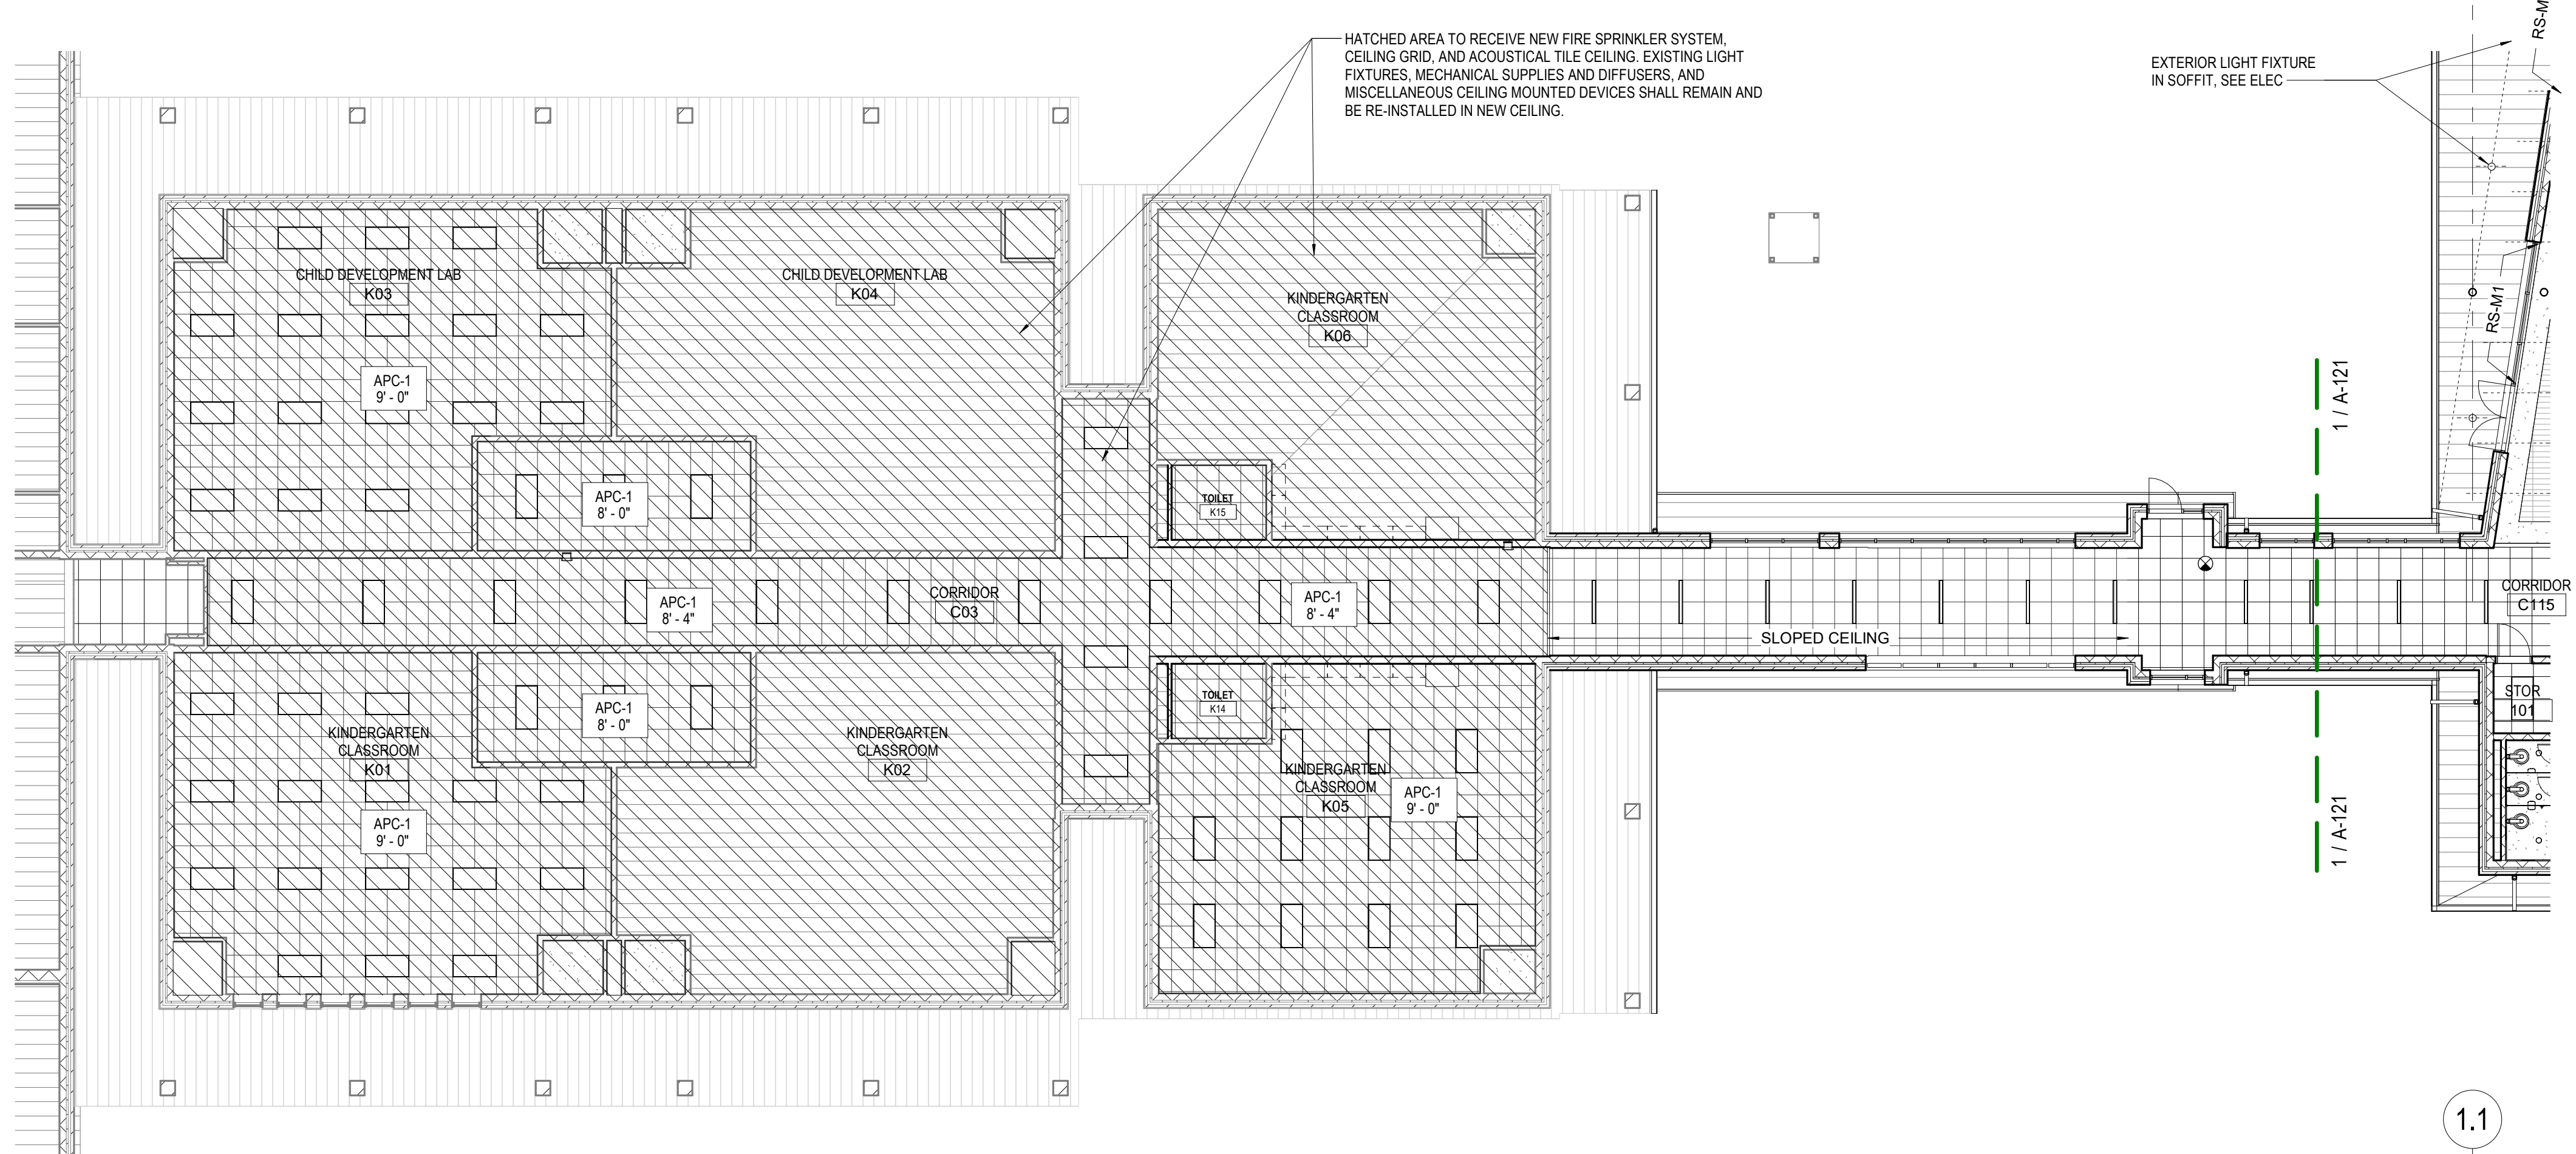 HATCHED AREA TO RECEIVE NEW FIRE SPRINKLER SYSTEM,
CEILING GRID, AND ACOUSTICAL TILE CEILING. EXISTING LIGHT
FIXTURES, MECHANICAL SUPPLIES AND DIFFUSERS, AND
MISCELLANEOUS CEILING MOUNTED DEVICES SHALL REMAIN AND
BE RE-INSTALLED IN NEW CEILING.
EXTERIOR LIGHT FIXTURE
IN SOFFIT, SEE ELEC
RS-M
CHILD DEVELOPMENT LAB
K03
CHILD DEVELOPMENT LAB
K04
KINDERGARTEN
CLASSROOM
K06
RS-M1
APC-1
9' - 0"
1 / A-121
APC-1
8' - 0"
TOILET
K15
APC-1
8' - 4"
CORRIDOR
C03
APC-1
8' - 4"
SLOPED CEILING
CORRIDOR
C115
APC-1
8' - 0"
TOILET
K14
STOR
101
KINDERGARTEN
CLASSROOM
K01
KINDERGARTEN
CLASSROOM
K02
KINDERGARTEN
CLASSROOM
K05
APC-1
9' - 0"
APC-1
9' - 0"
1 / A-121
1.1